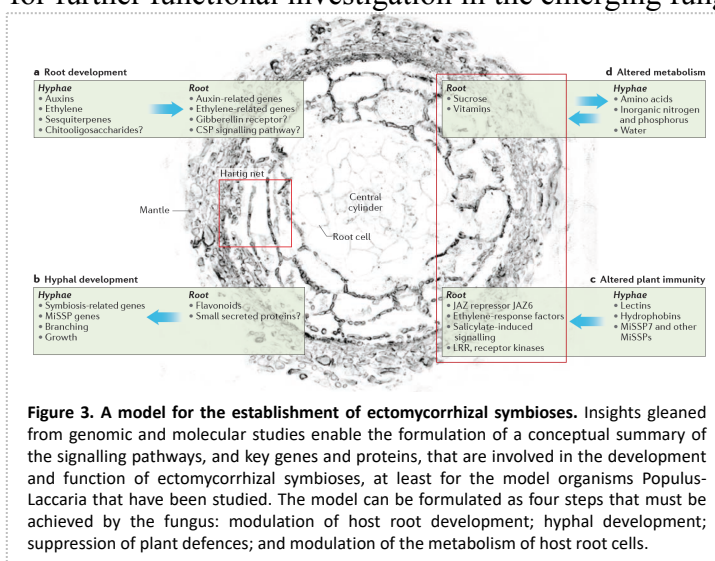 for further functional investigation in the emerging fung
a Root development
Hyphae
• Auxins
• Ethylene
• Sesquiterpenes
• Chitooligosaccharides?
Root
• Auxin-related genes
• Ethylene-related genes
• Gibberellin receptor?
• CSP signalling pathway?
d Altered metabolism
Root
• Sucrose
• Vitamins
Hyphae
• Amino acids
• Inorganic nitrogen
and phosphorus
• Water
Hartig net
Mantle
Central
cylinder
Root cell
b Hyphal development
Hyphae
• Symbiosis-related genes
• MiSSP genes
• Branching
• Growth
Root
• Flavonoids
• Small secreted proteins?
c Altered plant immunity
Root
• JAZ repressor JAZ6
• Ethylene-response factors
• Salicylate-induced
signalling
• LRR, receptor kinases
Hyphae
• Lectins
• Hydrophobins
• MiSSP7 and other
MiSSPs
Figure 3. A model for the establishment of ectomycorrhizal symbioses. Insights gleaned
from genomic and molecular studies enable the formulation of a conceptual summary of
the signalling pathways, and key genes and proteins, that are involved in the development
and function of ectomycorrhizal symbioses, at least for the model organisms Populus-
Laccaria that have been studied. The model can be formulated as four steps that must be
achieved by the fungus: modulation of host root development; hyphal development;
suppression of plant defences; and modulation of the metabolism of host root cells.